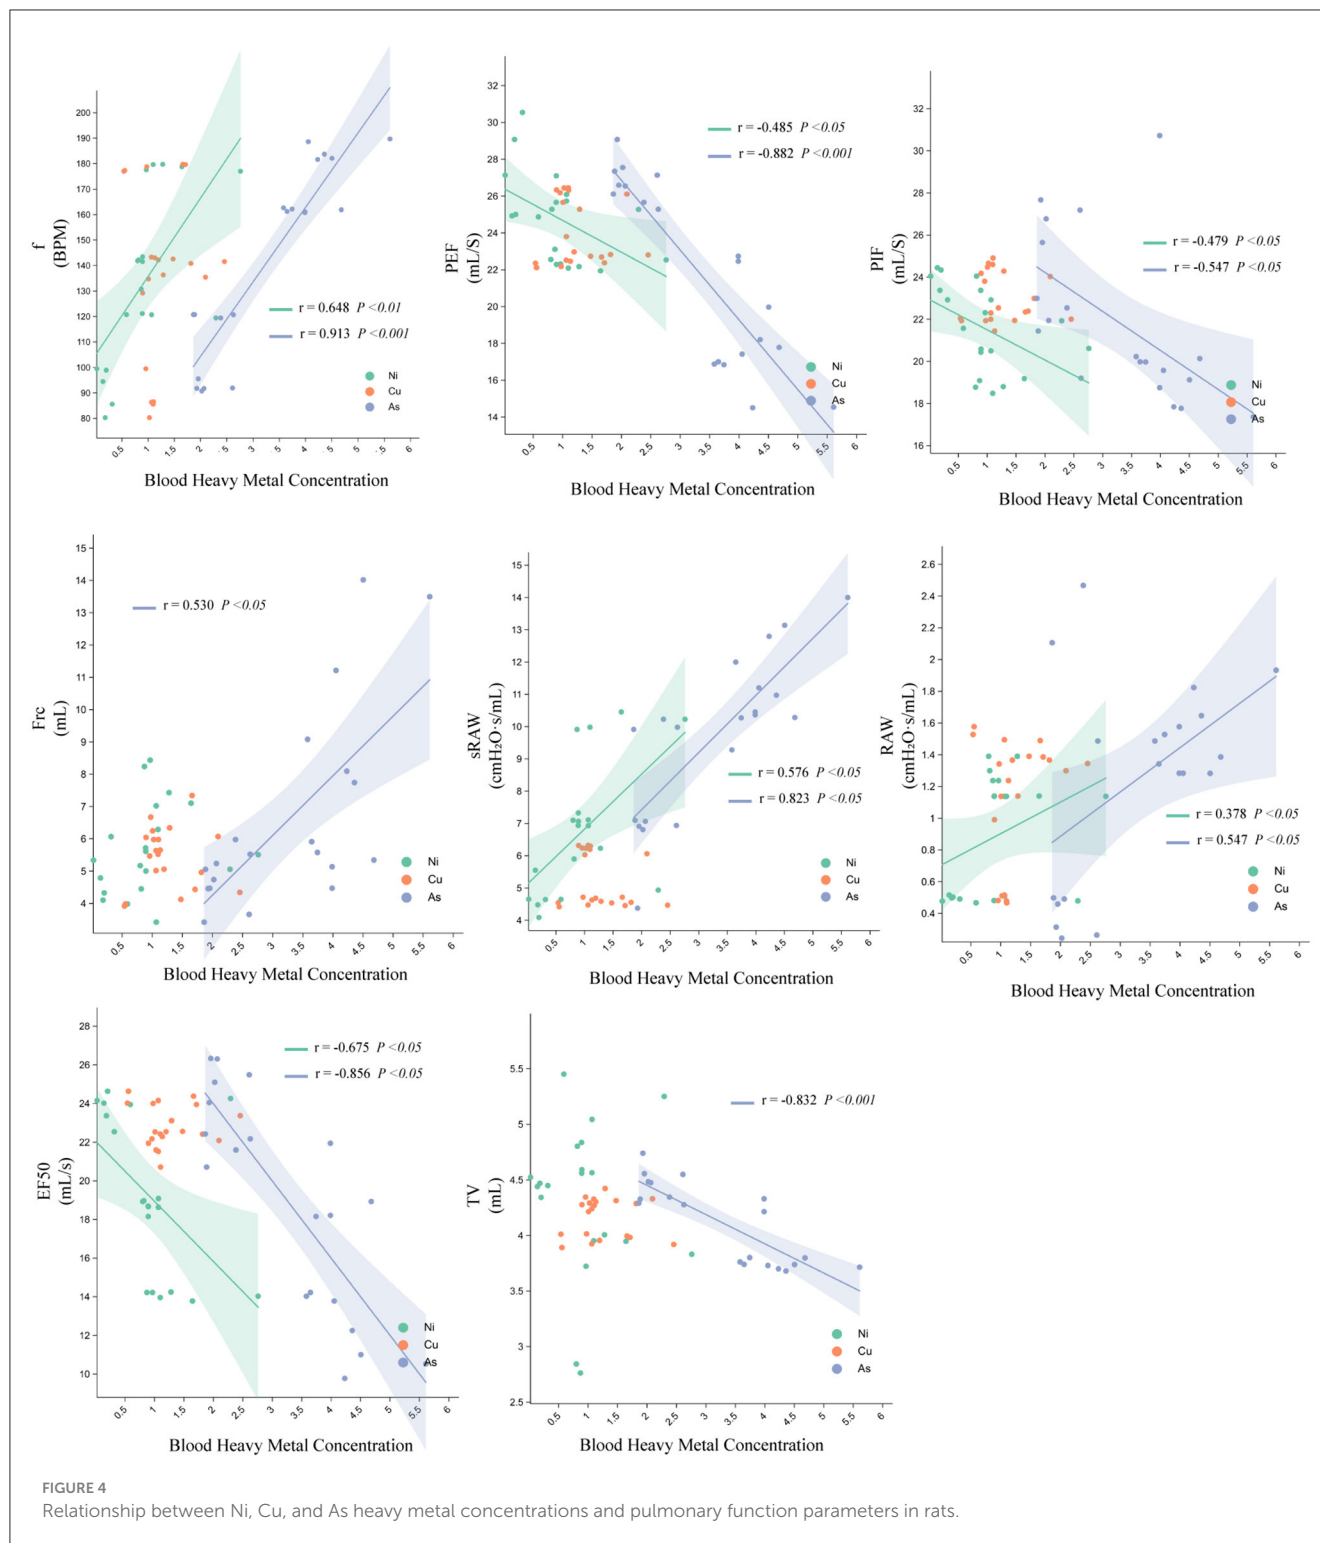 200
190
180
170
160
150
140
130
120
110
100
90
80
f
(BPM)
r = 0.648 P <0.01
r = 0.913 P <0.001
Ni
Cu
As
0.5 1 1.5 2 2.5 3 3.5 4 4.5 5 5.5 6
Blood Heavy Metal Concentration
32
30
28
26
24
22
20
18
16
14
PEF
(mL/S)
r = -0.485 P <0.05
r = -0.882 P <0.001
Ni
Cu
As
0.5 1 1.5 2 2.5 3 3.5 4 4.5 5 5.5 6
Blood Heavy Metal Concentration
32
30
28
26
24
22
20
18
16
PIF
(mL/S)
r = -0.479 P <0.05
r = -0.547 P <0.05
Ni
Cu
As
0.5 1 1.5 2 2.5 3 3.5 4 4.5 5 5.5 6
Blood Heavy Metal Concentration
15
14
13
12
11
10
9
8
7
6
5
4
Frc
(mL)
r = 0.530 P <0.05
Ni
Cu
As
0.5 1 1.5 2 2.5 3 3.5 4 4.5 5 5.5 6
Blood Heavy Metal Concentration
15
14
13
12
11
10
9
8
7
6
5
4
sRAW
(cmH₂O·s/mL)
r = 0.576 P <0.05
r = 0.823 P <0.05
Ni
Cu
As
0.5 1 1.5 2 2.5 3 3.5 4 4.5 5 5.5 6
Blood Heavy Metal Concentration
2.6
2.4
2.2
2
1.8
1.6
1.4
1.2
1
0.8
0.6
0.4
RAW
(cmH₂O·s/mL)
r = 0.378 P <0.05
r = 0.547 P <0.05
Ni
Cu
As
0.5 1 1.5 2 2.5 3 3.5 4 4.5 5 5.5 6
Blood Heavy Metal Concentration
28
26
24
22
20
18
16
14
12
10
EF50
(mL/s)
r = -0.675 P <0.05
r = -0.856 P <0.05
Ni
Cu
As
0.5 1 1.5 2 2.5 3 3.5 4 4.5 5 5.5 6
Blood Heavy Metal Concentration
5.5
5
4.5
4
3.5
3
2.5
TV
(mL)
r = -0.832 P <0.001
Ni
Cu
As
0.5 1 1.5 2 2.5 3 3.5 4 4.5 5 5.5 6
Blood Heavy Metal Concentration
FIGURE 4
Relationship between Ni, Cu, and As heavy metal concentrations and pulmonary function parameters in rats.